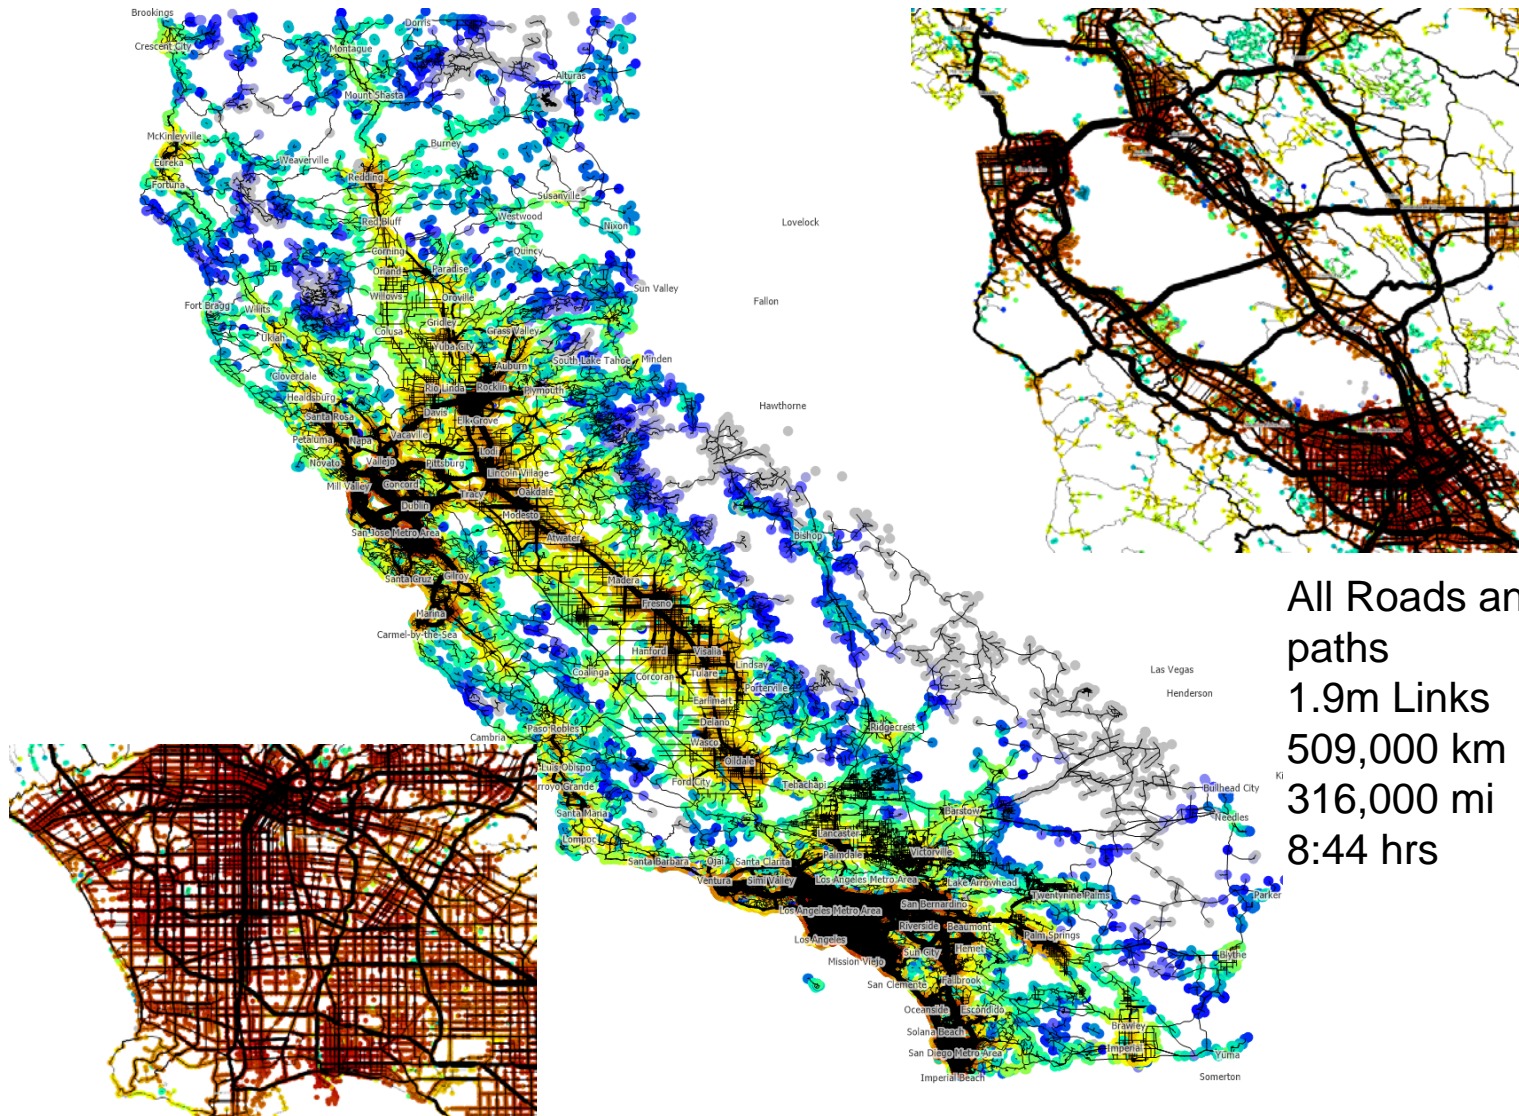 Brookings
Dorris
Crescent City
Montague
Alturas
Mount Shasta
McKinleyville
Burney
Eureka
Weaverville
Redding
Fortuna
Susanville
Westwood
Red Bluff
Nixon
Lovelock
Corning
Quincy
Orland
Paradise
Sun Valley
Willows
Oroville
Fallon
Fort Bragg
Willits
Gridley
Colusa
Grass Valley
Ukiah
Yuba City
South Lake Tahoe
Minden
Auburn
Cloverdale
Rio Linda
Rocklin
Plymouth
Healdsburg
Hawthorne
Santa Rosa
Davis
Elk Grove
Petaluma
Napa
Vacaville
Lodi
Novato
Vallejo
Pittsburg
Lincoln Village
Mill Valley
Concord
Tracy
Oakdale
Dublin
Modesto
San Jose Metro Area
Atwater
Bishop
Santa Cruz
Gilroy
Madera
Marina
Fresno
Carmel-by-the-Sea
Hanford
Visalia
Lindsay
Las Vegas
Coalinga
Corcoran
Tulare
Porterville
Henderson
Earlimart
Delano
Paso Robles
Ridgecrest
Cambria
Wasco
Oildale
Luis Obispo
Ford City
Tehachapi
Ki
Bullhead City
rroyo Grande
Barstow
Needles
Santa Maria
Lancaster
Lompoc
Palmdale
Victorville
Santa Barbara
Ojai
Santa Clarita
Ventura
Simi Valley
Los Angeles Metro Area
Lake Arrowhead
Twentynine Palms
Parker
Los Angeles Metro Area
San Bernardino
Riverside
Beaumont
Los Angeles
Palm Springs
Sun City
Hemet
Blythe
Mission Viejo
San Clemente
Fallbrook
Oceanside
Escondido
Solana Beach
Brawley
San Diego Metro Area
Imperial
Yuma
Imperial Beach
Somerton
All Roads an
paths
1.9m Links
509,000 km
316,000 mi
8:44 hrs